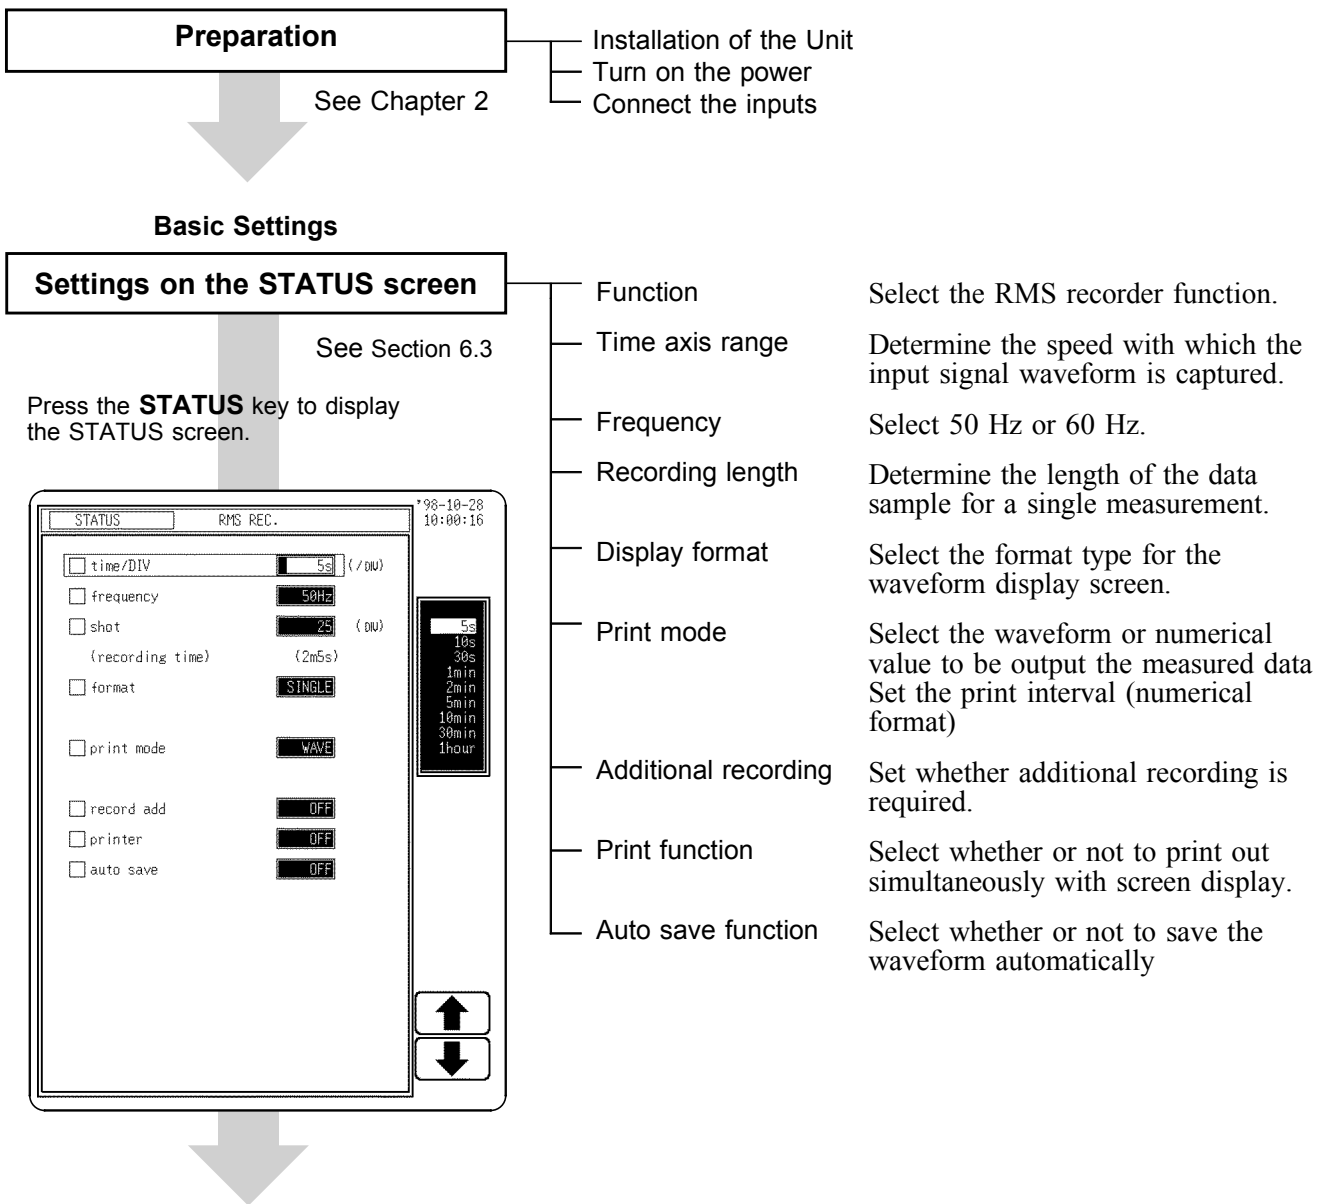 Preparation
Installation of the Unit
Turn on the power
See Chapter 2
Connect the inputs
Basic Settings
Settings on the STATUS screen
See Section 6.3
Press the STATUS key to display
the STATUS screen.
STATUS RMS REC.
'98-10-28
10:00:16
time/DIV 5s (/DIV)
frequency 50Hz
shot 25 (DIV)
(recording time) (2m5s)
format SINGLE
print mode WAVE
record add OFF
printer OFF
auto save OFF
5s
10s
30s
1min
2min
5min
10min
30min
1hour
Function Select the RMS recorder function.
Time axis range Determine the speed with which the
input signal waveform is captured.
Frequency Select 50 Hz or 60 Hz.
Recording length Determine the length of the data
sample for a single measurement.
Display format Select the format type for the
waveform display screen.
Print mode Select the waveform or numerical
value to be output the measured data
Set the print interval (numerical
format)
Additional recording Set whether additional recording is
required.
Print function Select whether or not to print out
simultaneously with screen display.
Auto save function Select whether or not to save the
waveform automatically